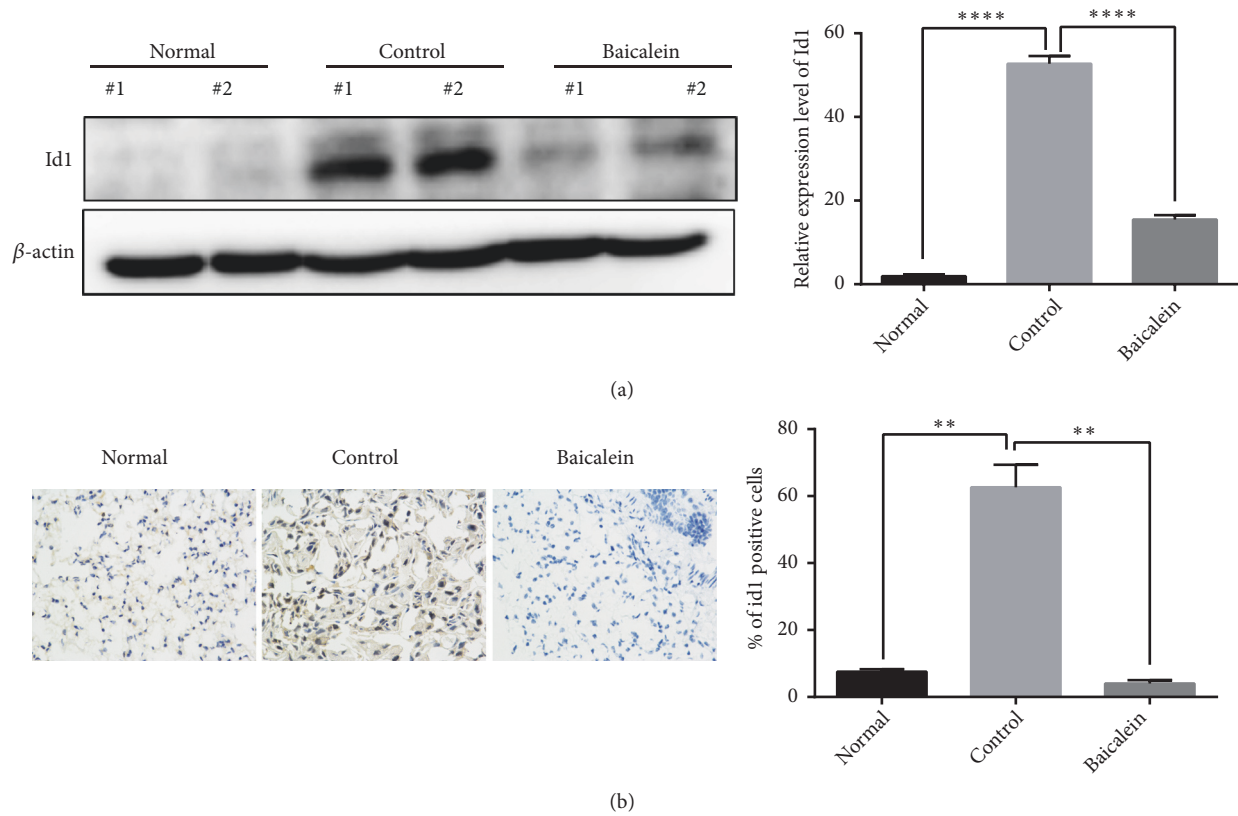 Normal Control Baicalein
#1 #2 #1 #2 #1 #2
Id1
β-actin
**** ****
Relative expression level of Id1
60
40
20
0
Normal
Control
Baicalein
(a)
Normal Control Baicalein
** **
% of id1 positive cells
80
60
40
20
0
Normal
Control
Baicalein
(b)